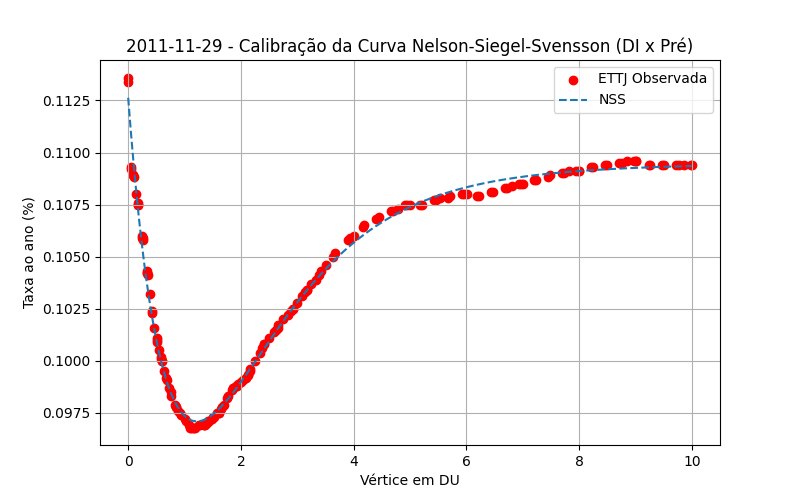 2011-11-29 - Calibração da Curva Nelson-Siegel-Svensson (DI x Pré)
ETTJ Observada
NSS
Taxa ao ano (%)
0.1125
0.1100
0.1075
0.1050
0.1025
0.1000
0.0975
0 2 4 6 8 10
Vértice em DU